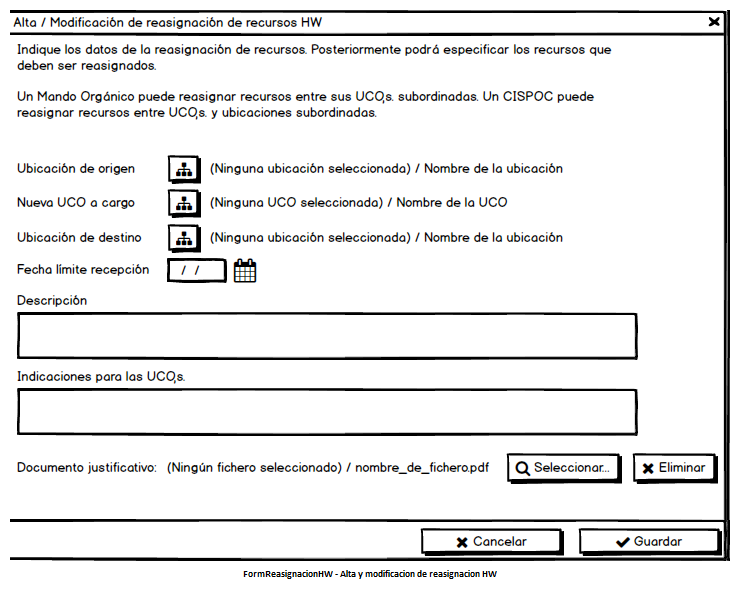 Alta / Modificación de reasignación de recursos HW
Indique los datos de la reasignación de recursos. Posteriormente podrá especificar los recursos que
deben ser reasignados.
Un Mando Orgánico puede reasignar recursos entre sus UCO,s. subordinadas. Un CISPOC puede
reasignar recursos entre UCO,s. y ubicaciones subordinadas.
Ubicación de origen (Ninguna ubicación seleccionada) / Nombre de la ubicación
Nueva UCO a cargo (Ninguna UCO seleccionada) / Nombre de la UCO
Ubicación de destino (Ninguna ubicación seleccionada) / Nombre de la ubicación
Fecha límite recepción / /
Descripción
Indicaciones para las UCO,s.
Documento justificativo: (Ningún fichero seleccionado) / nombre_de_fichero.pdf Seleccionar... Eliminar
Cancelar Guardar
FormReasignacionHW - Alta y modificacion de reasignacion HW